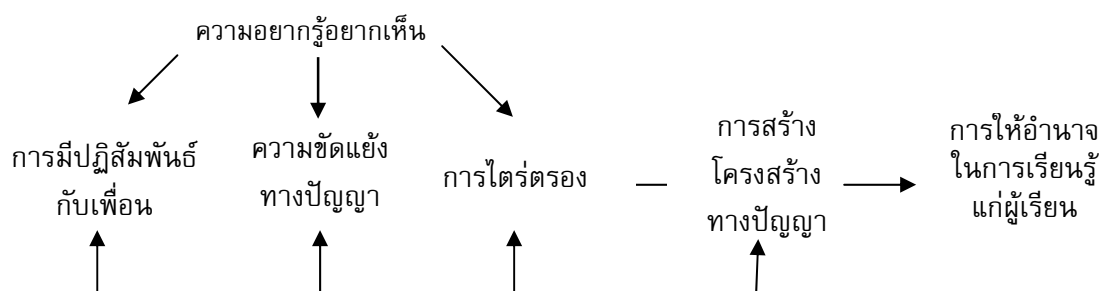 ความอยากรู้อยากเห็น
การมีปฏิสัมพันธ์
กับเพื่อน
ความขัดแย้ง
ทางปัญญา
การไตร่ตรอง
การสร้าง
โครงสร้าง
ทางปัญญา
การให้อำนาจ
ในการเรียนรู้
แก่ผู้เรียน